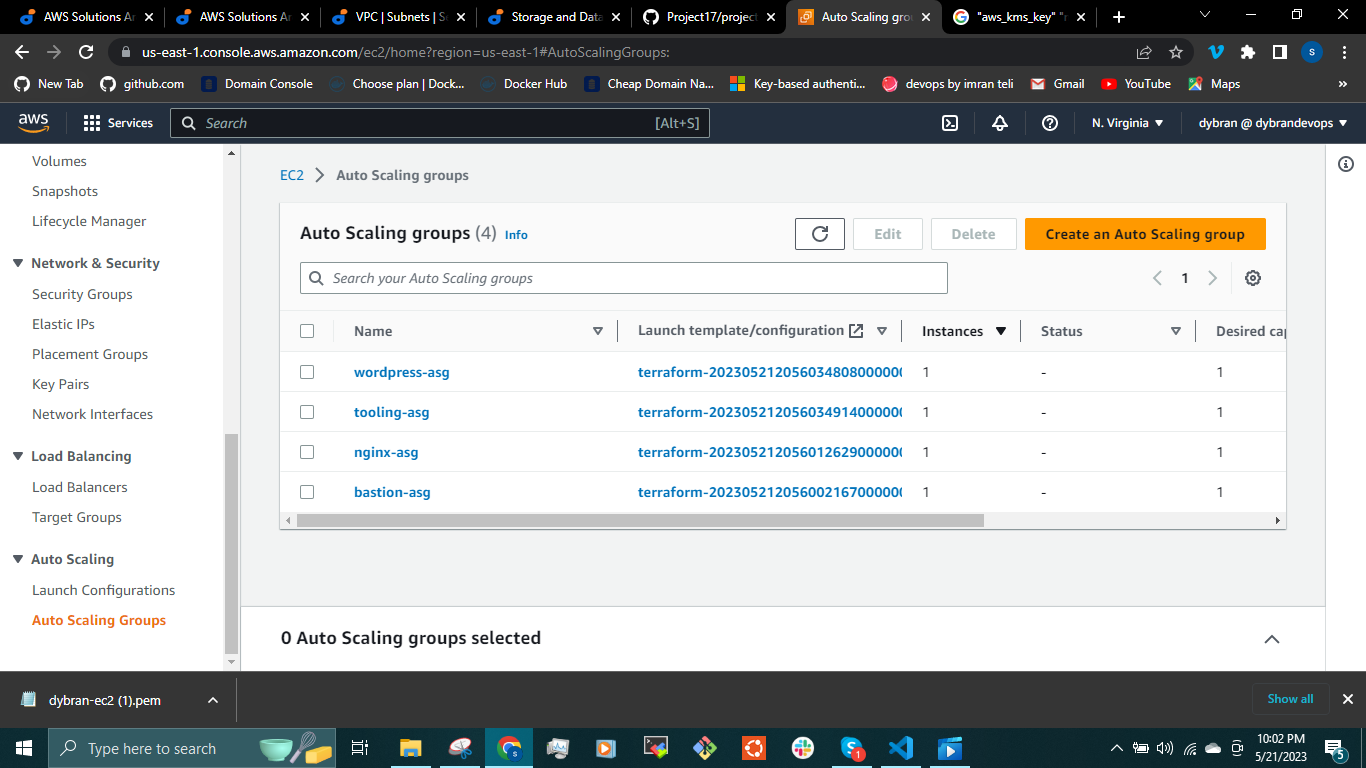 AWS Solutions Ar
AWS Solutions Ar
VPC | Subnets | S
Storage and Data
Project17/project
Auto Scaling grou
"aws_kms_key" "r
us-east-1.console.aws.amazon.com/ec2/home?region=us-east-1#AutoScalingGroups:
S
New Tab
github.com
Domain Console
Choose plan | Dock...
Docker Hub
Cheap Domain Na...
Key-based authenti...
devops by imran teli
Gmail
YouTube
Maps
»
aws
Services
Search
[Alt+S]
N. Virginia
dybran @ dybrandevops
Volumes
Snapshots
Lifecycle Manager
Network & Security
Security Groups
Elastic IPs
Placement Groups
Key Pairs
Network Interfaces
Load Balancing
Load Balancers
Target Groups
Auto Scaling
Launch Configurations
Auto Scaling Groups
EC2 > Auto Scaling groups
Auto Scaling groups (4) Info
Edit
Delete
Create an Auto Scaling group
Search your Auto Scaling groups
1
Name Launch template/configuration Instances Status Desired cap
wordpress-asg terraform-20230521205603480800000 1 - 1
tooling-asg terraform-20230521205603491400000 1 - 1
nginx-asg terraform-20230521205601262900000 1 - 1
bastion-asg terraform-20230521205600216700000 1 - 1
0 Auto Scaling groups selected
dybran-ec2 (1).pem
Show all
Type here to search
1
10:02 PM
5/21/2023
5